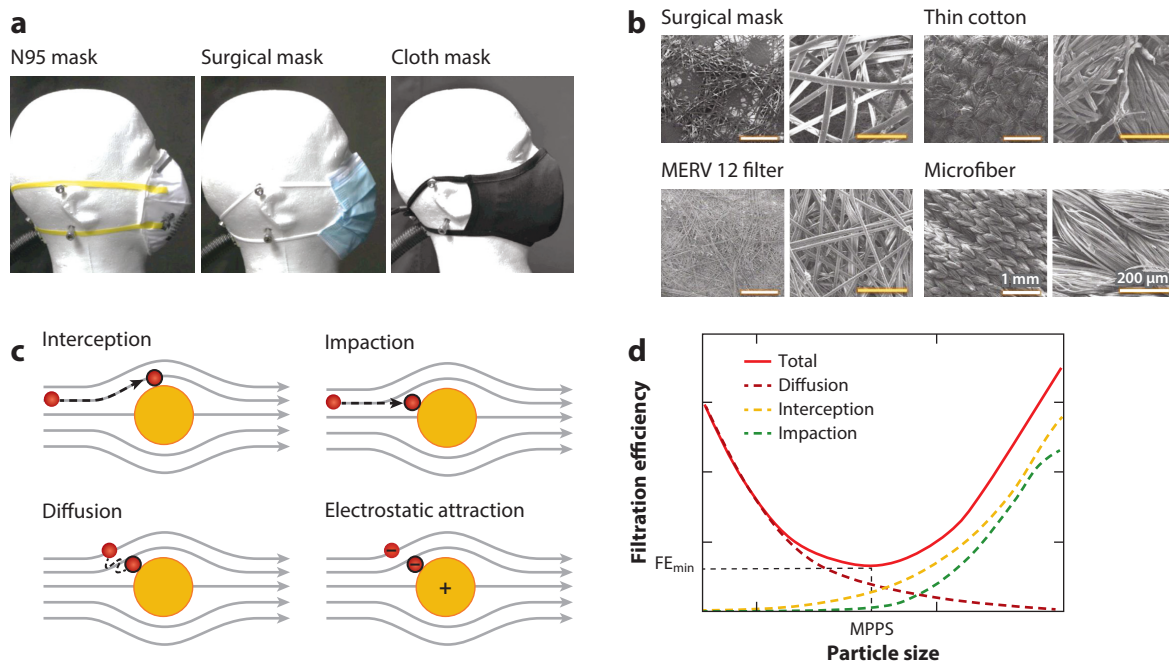 a
N95 mask
Surgical mask
Cloth mask
b
Surgical mask
Thin cotton
MERV 12 filter
Microfiber
1 mm
200 μm
c
Interception
Impaction
Diffusion
Electrostatic attraction
−
−
+
d
Total
Diffusion
Interception
Impaction
Filtration efficiency
FEmin
MPPS
Particle size